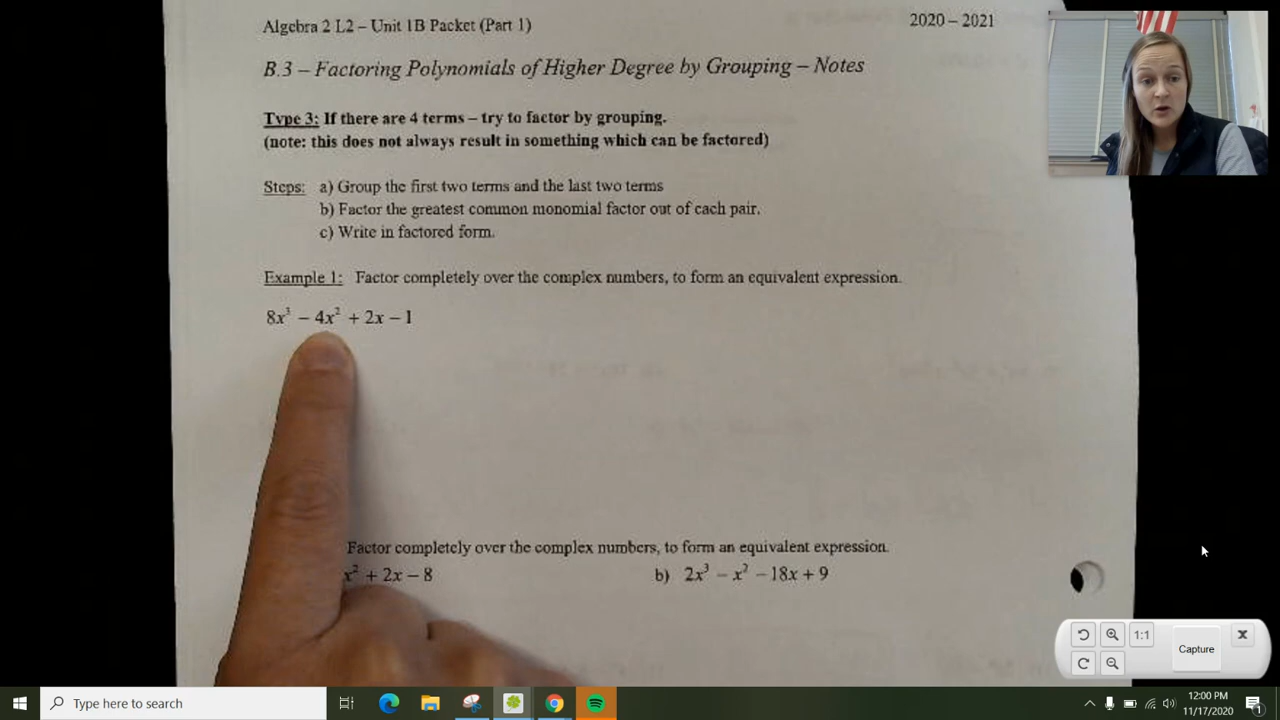 Algebra 2 L2 – Unit 1B Packet (Part 1)
2020 – 2021
B.3 – Factoring Polynomials of Higher Degree by Grouping – Notes
Type 3: If there are 4 terms – try to factor by grouping.
(note: this does not always result in something which can be factored)
Steps: a) Group the first two terms and the last two terms
b) Factor the greatest common monomial factor out of each pair.
c) Write in factored form.
Example 1: Factor completely over the complex numbers, to form an equivalent expression.
8x³ – 4x² + 2x – 1
Factor completely over the complex numbers, to form an equivalent expression.
x² + 2x – 8
b) 2x³ – x² – 18x + 9
1:1
Capture
Type here to search
12:00 PM
11/17/2020
1